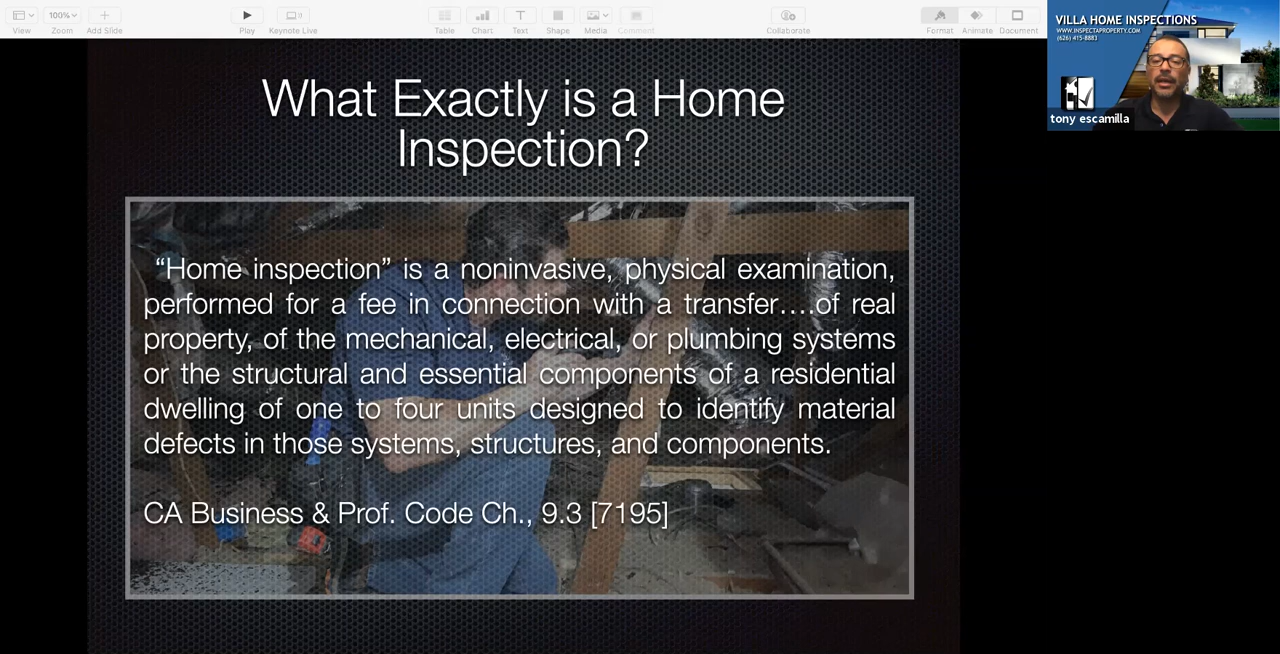 View
100%
Zoom
Add Slide
Play
Keynote Live
Table
Chart
Text
Shape
Media
Comment
Collaborate
Format
Animate
Document
VILLA HOME INSPECTIONS
WWW.INSPECTAPROPERTY.COM
(626) 415-8883
tony escamilla
What Exactly is a Home
Inspection?
“Home inspection” is a noninvasive, physical examination,
performed for a fee in connection with a transfer….of real
property, of the mechanical, electrical, or plumbing systems
or the structural and essential components of a residential
dwelling of one to four units designed to identify material
defects in those systems, structures, and components.
CA Business & Prof. Code Ch., 9.3 [7195]